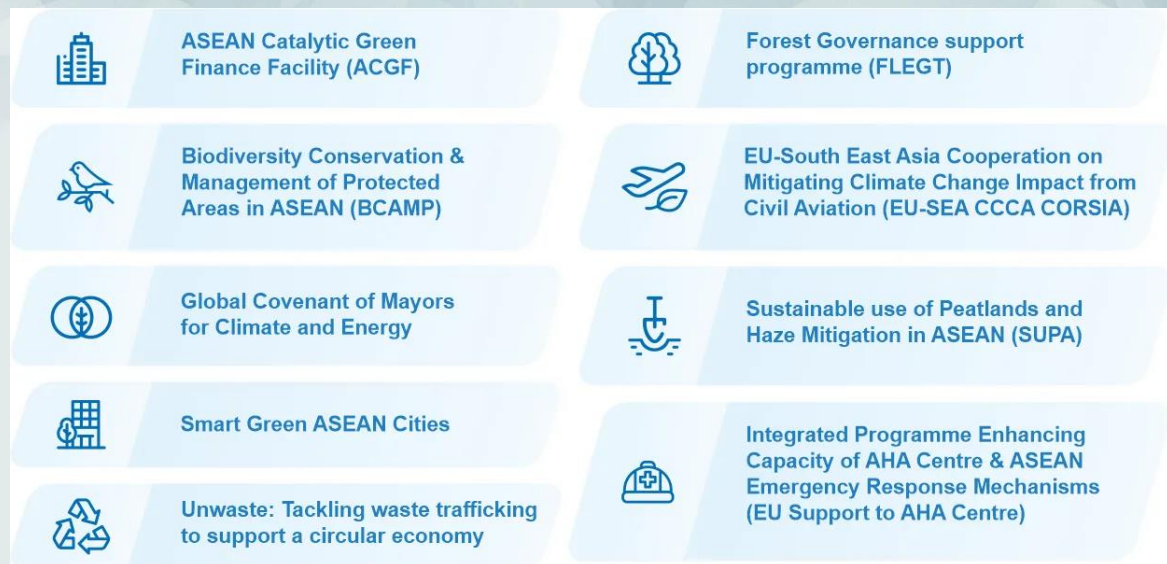 ASEAN Catalytic Green
Finance Facility (ACGF)
Biodiversity Conservation &
Management of Protected
Areas in ASEAN (BCAMP)
Global Covenant of Mayors
for Climate and Energy
Smart Green ASEAN Cities
Unwaste: Tackling waste trafficking
to support a circular economy
Forest Governance support
programme (FLEGT)
EU-South East Asia Cooperation on
Mitigating Climate Change Impact from
Civil Aviation (EU-SEA CCCA CORSIA)
Sustainable use of Peatlands and
Haze Mitigation in ASEAN (SUPA)
Integrated Programme Enhancing
Capacity of AHA Centre & ASEAN
Emergency Response Mechanisms
(EU Support to AHA Centre)